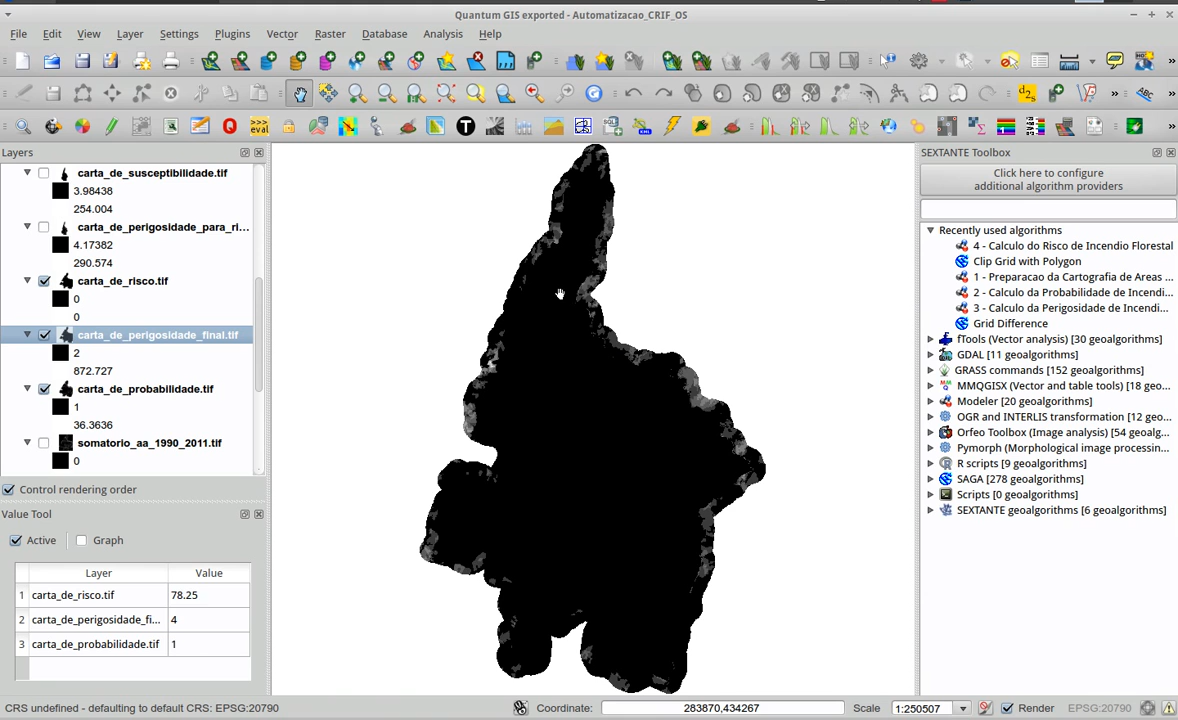 Quantum GIS exported - Automatizacao_CRIF_OS
File Edit View Layer Settings Plugins Vector Raster Database Analysis Help
Layers
carta_de_susceptibilidade.tif
3.98438
254.004
carta_de_perigosidade_para_ri...
4.17382
290.574
carta_de_risco.tif
0
0
carta_de_perigosidade_final.tif
2
872.727
carta_de_probabilidade.tif
1
36.3636
somatorio_aa_1990_2011.tif
0
Control rendering order
Value Tool
Active Graph
Layer Value
1 carta_de_risco.tif 78.25
2 carta_de_perigosidade_fi... 4
3 carta_de_probabilidade.tif 1
SEXTANTE Toolbox
Click here to configure
additional algorithm providers
Recently used algorithms
4 - Calculo do Risco de Incendio Florestal
Clip Grid with Polygon
1 - Preparacao da Cartografia de Areas ...
2 - Calculo da Probabilidade de Incendi...
3 - Calculo da Perigosidade de Incendi...
Grid Difference
fTools (Vector analysis) [30 geoalgorithms]
GDAL [11 geoalgorithms]
GRASS commands [152 geoalgorithms]
MMQGISX (Vector and table tools) [18 geo...
Modeler [20 geoalgorithms]
OGR and INTERLIS transformation [12 geo...
Orfeo Toolbox (Image analysis) [54 geoalg...
Pymorph (Morphological image processin...
R scripts [9 geoalgorithms]
SAGA [278 geoalgorithms]
Scripts [0 geoalgorithms]
SEXTANTE geoalgorithms [6 geoalgorithms]
CRS undefined - defaulting to default CRS: EPSG:20790 Coordinate: 283870,434267 Scale 1:250507 Render EPSG:20790